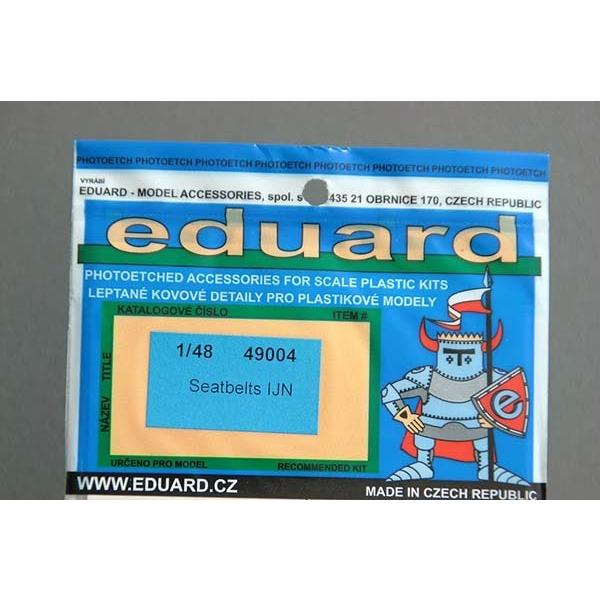 PHOTOETCH PHOTOETCH PHOTOETCH PHOTOETCH PHOTOETCH PHOTOETCH PHOTOETCH PHOTOETCH
VYRÁBÍ
EDUARD - MODEL ACCESSORIES, spol. s 435 21 OBRNICE 170, CZECH REPUBLIC
eduard
PHOTOETCHED ACCESSORIES FOR SCALE PLASTIC KITS
LEPTANÉ KOVOVÉ DETAILY PRO PLASTIKOVÉ MODELY
KATALOGOVÉ ČÍSLO ITEM #
1/48 49004
Seatbelts IJN
NÁZEV TITLE
e
URČENO PRO MODEL RECOMMENDED KIT
WWW.EDUARD.CZ MADE IN CZECH REPUBLIC